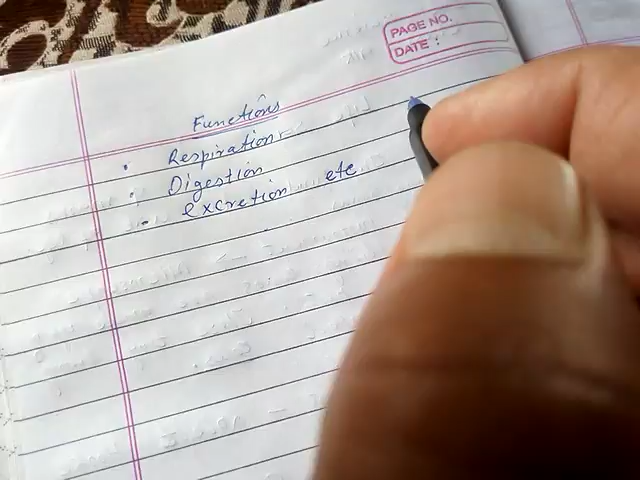 PAGE NO.
DATE :
Functions
• Respiration
• Digestion
• excretion etc